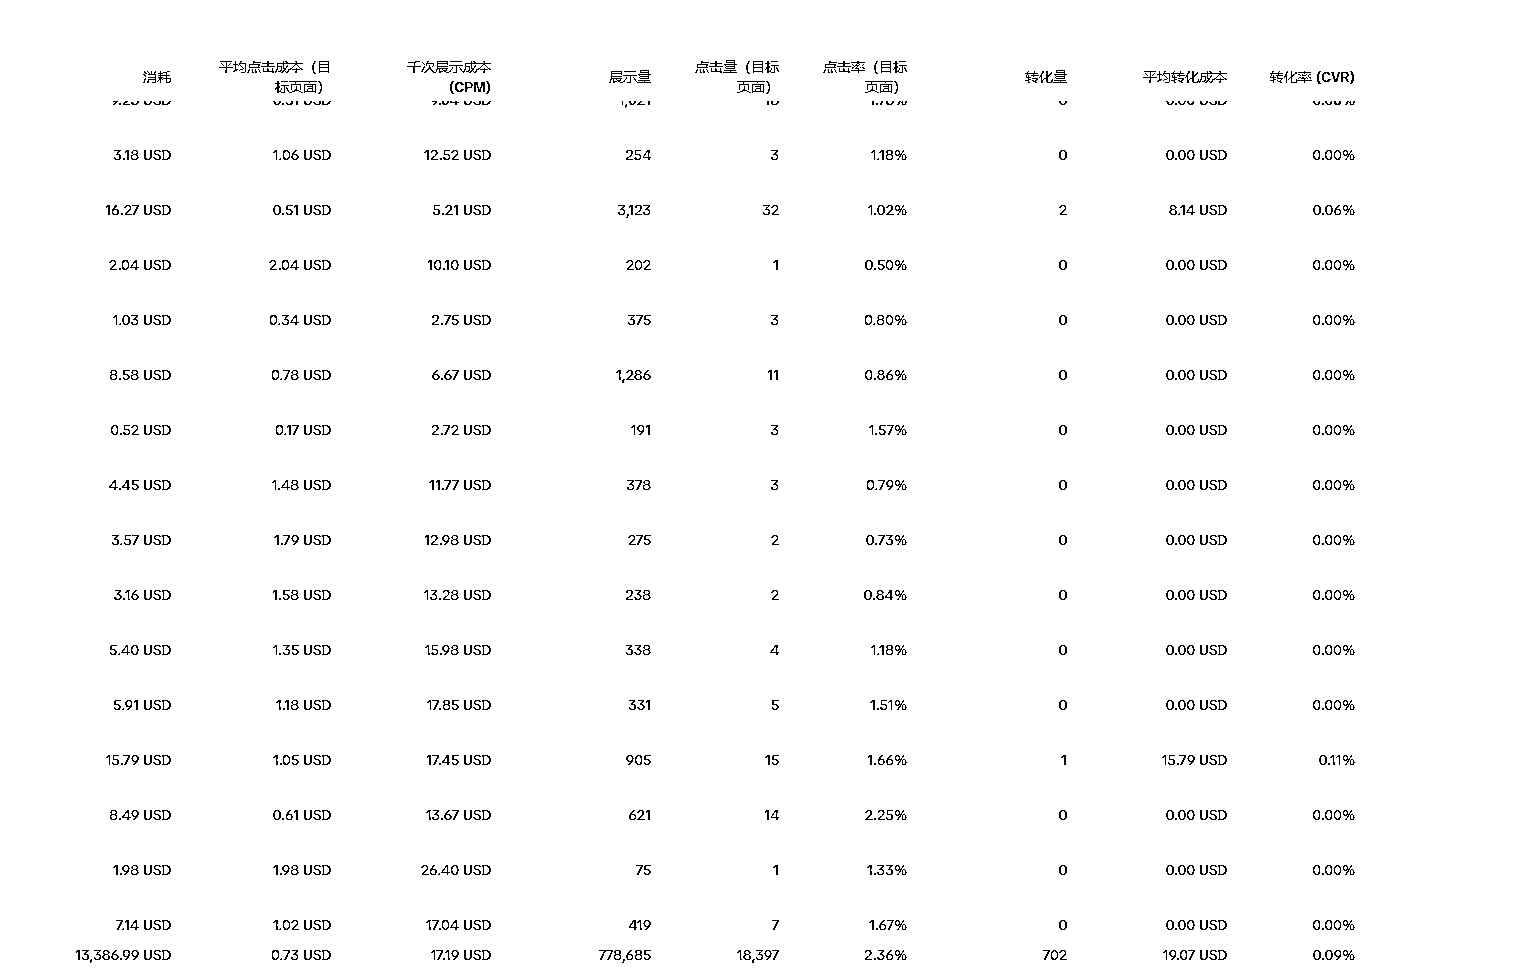 消耗 平均点击成本（目标页面） 千次展示成本 (CPM) 展示量 点击量（目标页面） 点击率（目标页面） 转化量 平均转化成本 转化率 (CVR)
3.18 USD 1.06 USD 12.52 USD 254 3 1.18% 0 0.00 USD 0.00%
16.27 USD 0.51 USD 5.21 USD 3,123 32 1.02% 2 8.14 USD 0.06%
2.04 USD 2.04 USD 10.10 USD 202 1 0.50% 0 0.00 USD 0.00%
1.03 USD 0.34 USD 2.75 USD 375 3 0.80% 0 0.00 USD 0.00%
8.58 USD 0.78 USD 6.67 USD 1,286 11 0.86% 0 0.00 USD 0.00%
0.52 USD 0.17 USD 2.72 USD 191 3 1.57% 0 0.00 USD 0.00%
4.45 USD 1.48 USD 11.77 USD 378 3 0.79% 0 0.00 USD 0.00%
3.57 USD 1.79 USD 12.98 USD 275 2 0.73% 0 0.00 USD 0.00%
3.16 USD 1.58 USD 13.28 USD 238 2 0.84% 0 0.00 USD 0.00%
5.40 USD 1.35 USD 15.98 USD 338 4 1.18% 0 0.00 USD 0.00%
5.91 USD 1.18 USD 17.85 USD 331 5 1.51% 0 0.00 USD 0.00%
15.79 USD 1.05 USD 17.45 USD 905 15 1.66% 1 15.79 USD 0.11%
8.49 USD 0.61 USD 13.67 USD 621 14 2.25% 0 0.00 USD 0.00%
1.98 USD 1.98 USD 26.40 USD 75 1 1.33% 0 0.00 USD 0.00%
7.14 USD 1.02 USD 17.04 USD 419 7 1.67% 0 0.00 USD 0.00%
13,386.99 USD 0.73 USD 17.19 USD 778,685 18,397 2.36% 702 19.07 USD 0.09%